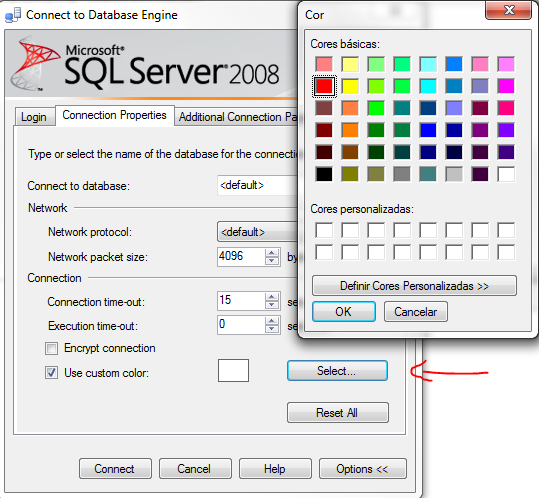 Connect to Database Engine
Microsoft®
SQL Server® 2008
Login
Connection Properties
Additional Connection Pa
Type or select the name of the database for the connectio
Connect to database:
<default>
Network
Network protocol:
<default>
Network packet size:
4096
by
Connection
Connection time-out:
15
se
Execution time-out:
0
se
Encrypt connection
Use custom color:
Select...
Reset All
Connect
Cancel
Help
Options <<
Cor
Cores básicas:
Cores personalizadas:
Definir Cores Personalizadas >>
OK
Cancelar